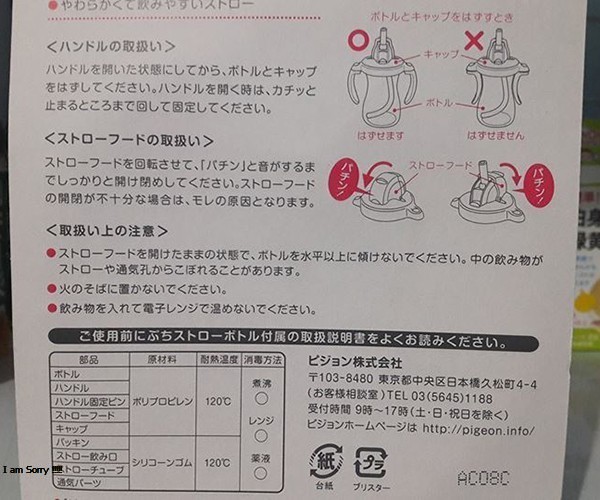 ●やわらかくて飲みやすいストロー
＜ハンドルの取扱い＞
ハンドルを開いた状態にしてから、ボトルとキャップ
をはずしてください。ハンドルを開く時は、カチッと
止まるところまで回して固定してください。
ボトルとキャップをはずすとき
キャップ
ボトル
はずせます
はずせません
＜ストローフードの取扱い＞
ストローフードを回転させて、「パチン」と音がするま
でしっかりと開け閉めしてください。ストローフード
の開閉が不十分な場合は、モレの原因となります。
ストローフード
パチン!
パチン!
＜取扱い上の注意＞
●ストローフードを開けたままの状態で、ボトルを水平以上に傾けないでください。中の飲み物が
ストローや通気孔からこぼれることがあります。
●火のそばに置かないでください。
●飲み物を入れて電子レンジで温めないでください。
ご使用前にぷちストローボトル付属の取扱説明書をよくお読みください。
部品 原材料 耐熱温度 消毒方法
ボトル
ハンドル
ハンドル固定ピン
ストローフード
キャップ
ポリプロピレン 120℃
パッキン
ストロー飲み口
ストローチューブ
通気パーツ
シリコーンゴム 120℃
煮沸
○
レンジ
○
薬液
○
ピジョン株式会社
〒103-8480 東京都中央区日本橋久松町4-4
(お客様相談室) TEL 03(5645)1188
受付時間 9時〜17時(土・日・祝日を除く)
ピジョンホームページは http://pigeon.info/
紙
台紙
プラ
ブリスター
AC08C
I am Sorry